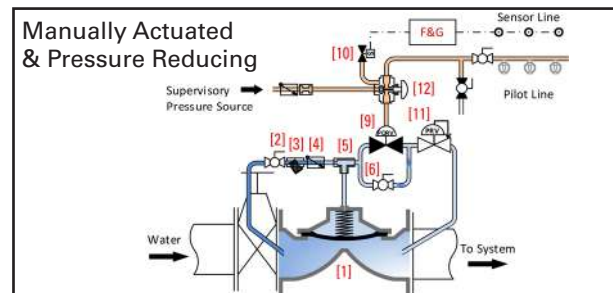 Manually Actuated
& Pressure Reducing
Sensor Line
F&G
[10]
Supervisory
Pressure Source
[12]
Pilot Line
[9]
[11]
PORV
PRV
[2]
[3]
[4]
[5]
[6]
Water
To System
[1]